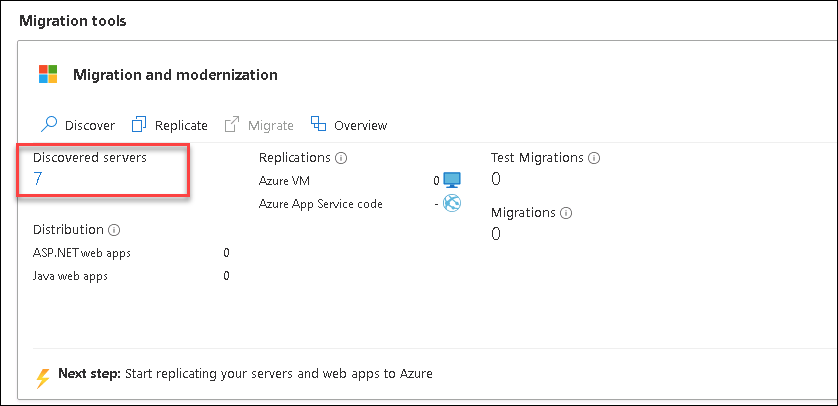 Migration tools
Migration and modernization
Discover Replicate Migrate Overview
Discovered servers
7
Distribution
ASP.NET web apps 0
Java web apps 0
Replications
Azure VM 0
Azure App Service code -
Test Migrations
0
Migrations
0
Next step: Start replicating your servers and web apps to Azure